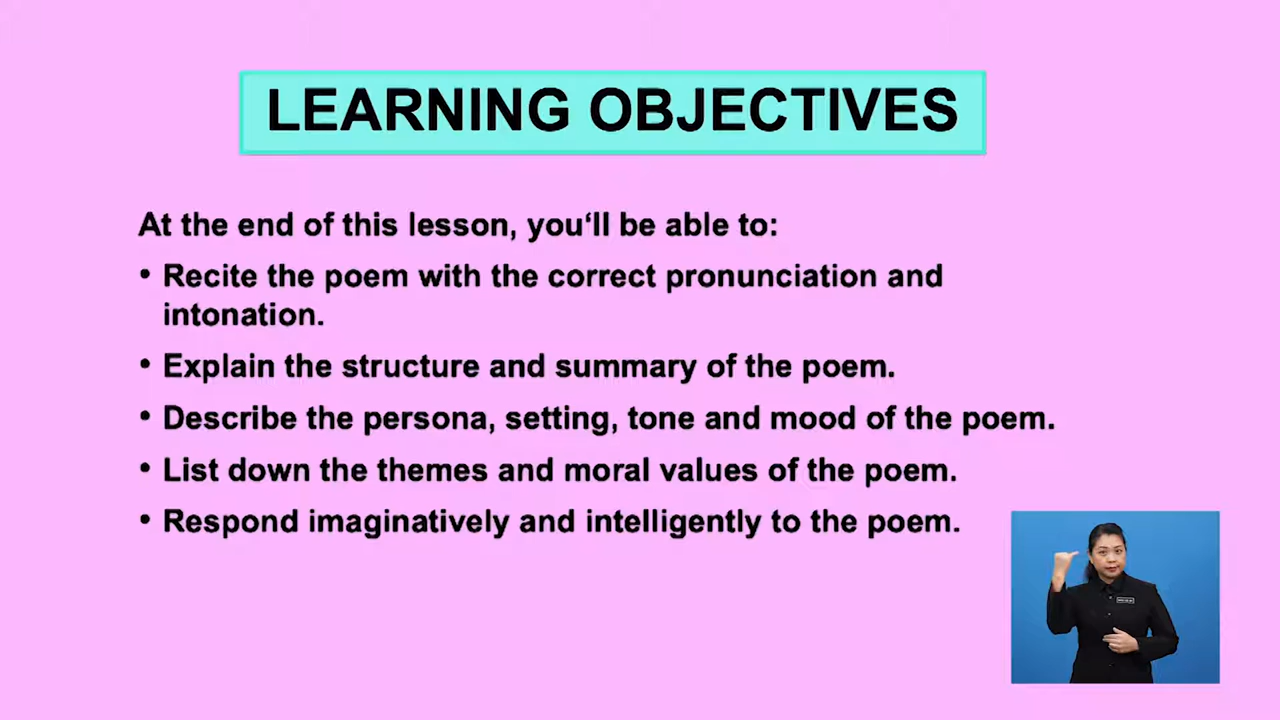 LEARNING OBJECTIVES
At the end of this lesson, you‘ll be able to:
• Recite the poem with the correct pronunciation and
intonation.
• Explain the structure and summary of the poem.
• Describe the persona, setting, tone and mood of the poem.
• List down the themes and moral values of the poem.
• Respond imaginatively and intelligently to the poem.